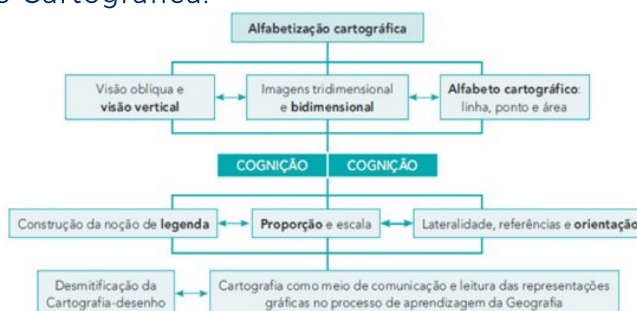 Cartográfica.
Alfabetização cartográfica
Visão oblíqua e
visão vertical
Imagens tridimensional
e bidimensional
Alfabeto cartográfico:
linha, ponto e área
COGNIÇÃO COGNIÇÃO
Construção da noção de legenda
Proporção e escala
Lateralidade, referências e orientação
Desmitificação da
Cartografia-desenho
Cartografia como meio de comunicação e leitura das representações
gráficas no processo de aprendizagem da Geografia